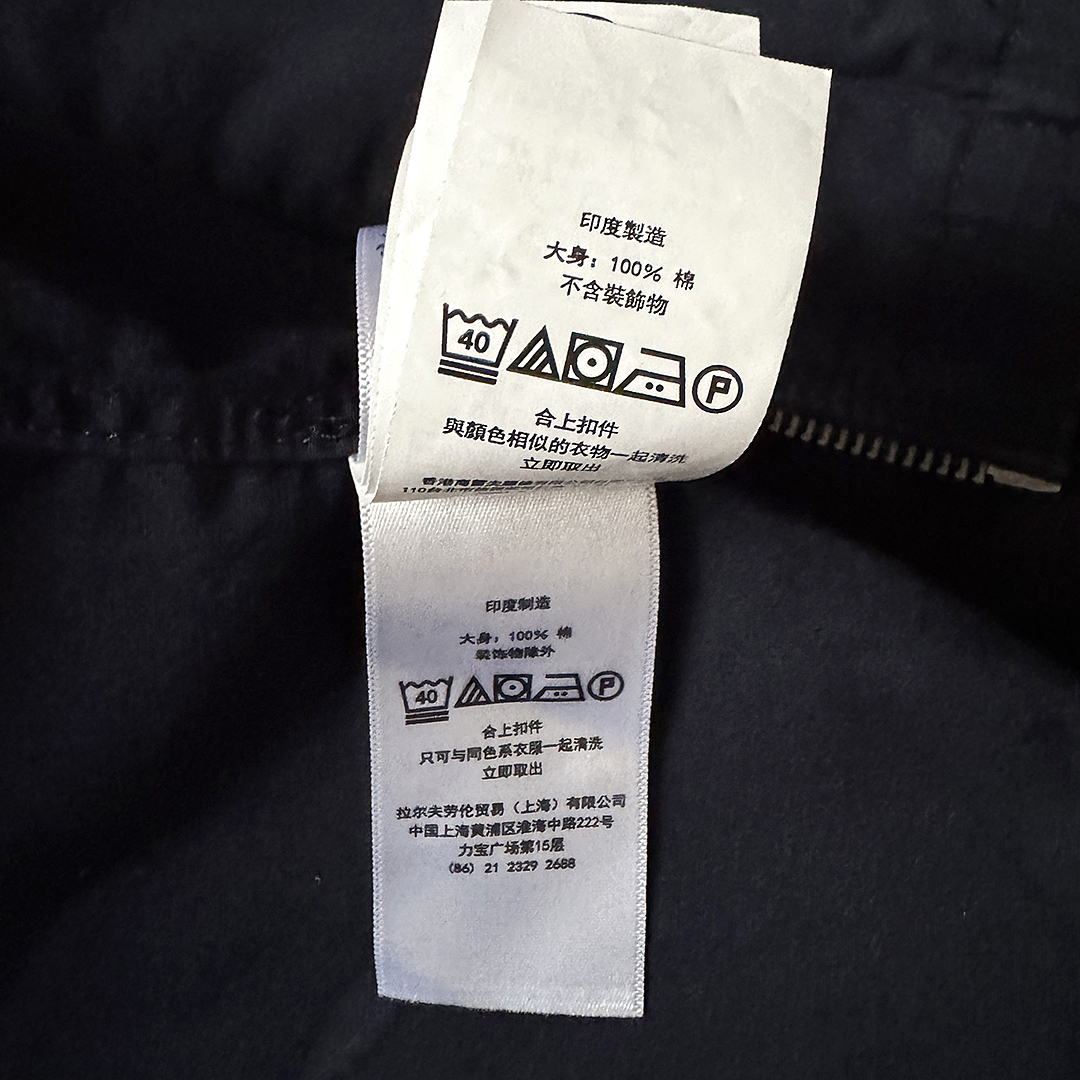 印度製造
大身：100% 棉
不含裝飾物
40
P
合上扣件
與顏色相似的衣物一起清洗
立即取出
印度制造
大身：100% 棉
装饰物除外
40
P
合上扣件
只可与同色系衣服一起清洗
立即取出
拉尔夫劳伦贸易（上海）有限公司
中国上海黄浦区淮海中路222号
力宝广场第15层
(86) 21 2329 2688